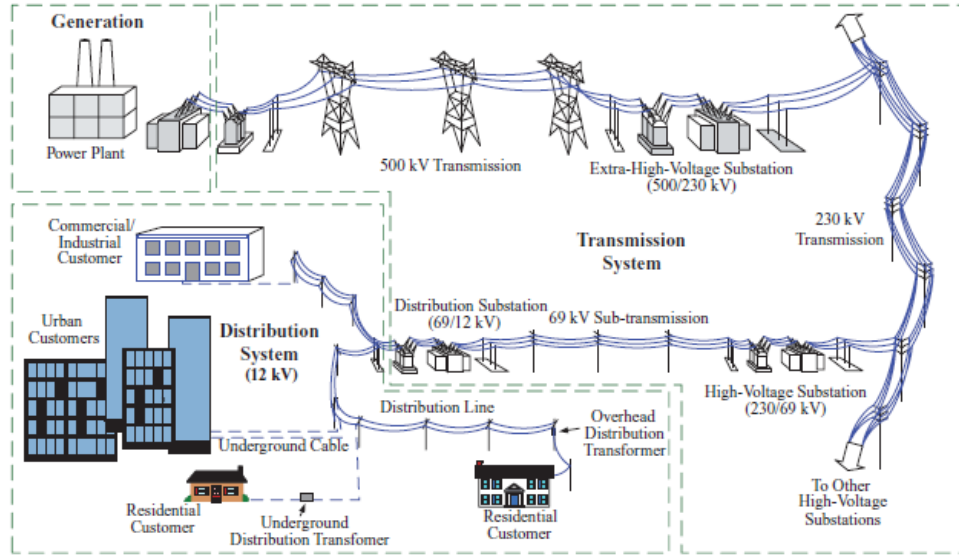 Generation
Power Plant
500 kV Transmission
Extra-High-Voltage Substation
(500/230 kV)
230 kV
Transmission
Transmission
System
Commercial/
Industrial Customer
Urban
Customers
Distribution
System
(12 kV)
Distribution Substation
(69/12 kV)
69 kV Sub-transmission
High-Voltage Substation
(230/69 kV)
Distribution Line
Overhead
Distribution
Transformer
Underground Cable
Residential
Customer
Underground
Distribution Transfomer
Residential
Customer
To Other
High-Voltage
Substations